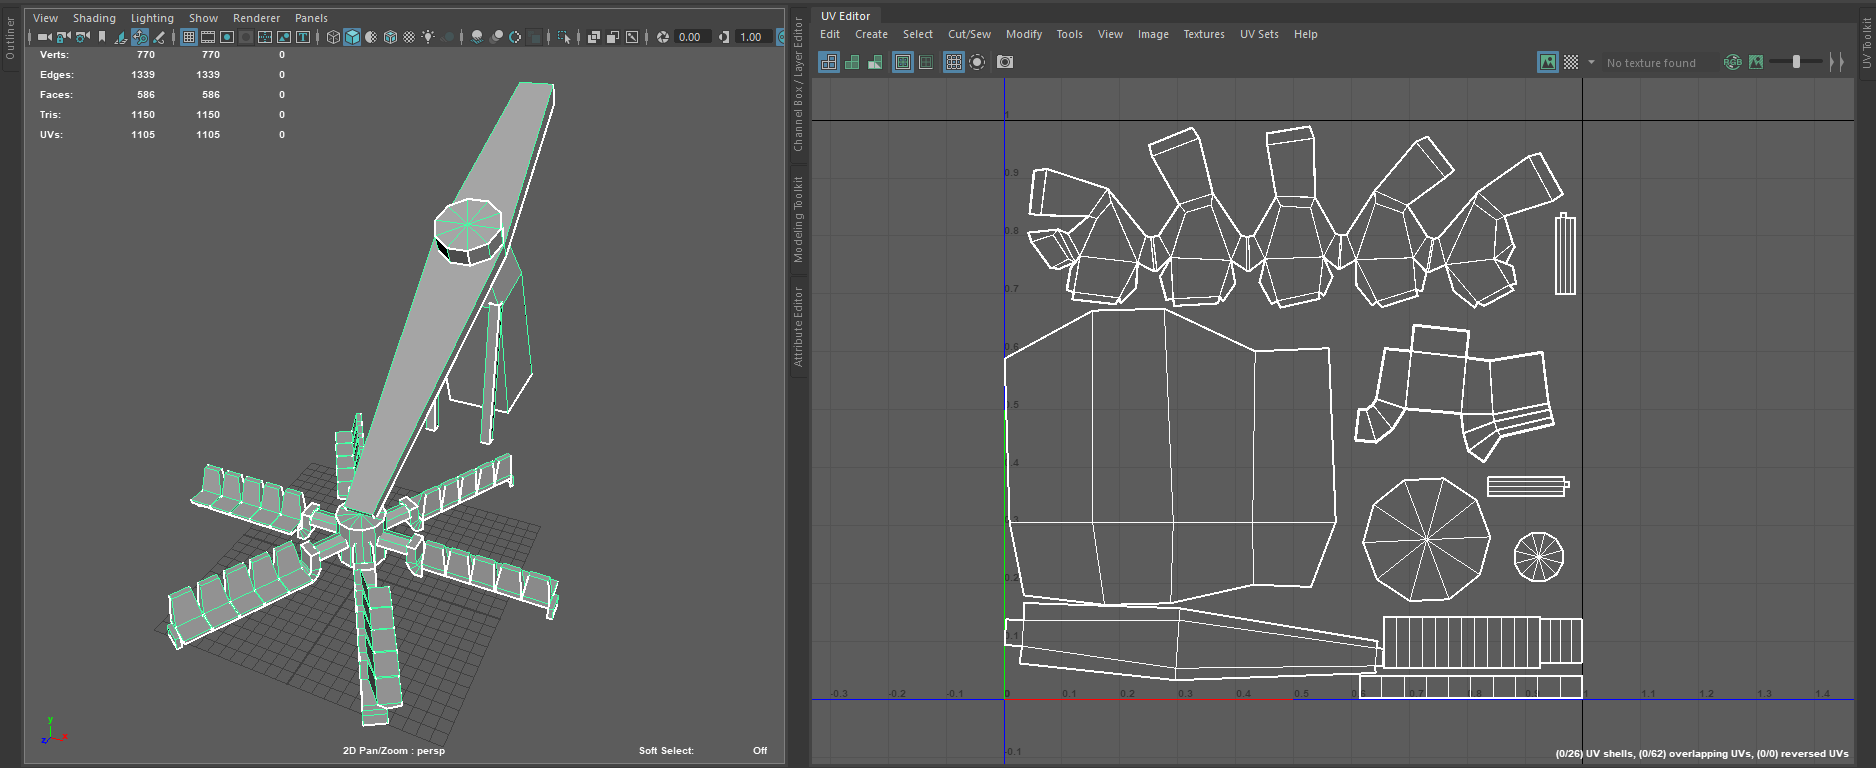 Outliner
View Shading Lighting Show Renderer Panels
0.00 1.00
Verts: 770 770 0
Edges: 1339 1339 0
Faces: 586 586 0
Tris: 1150 1150 0
UVs: 1105 1105 0
y
z
x
2D Pan/Zoom : persp
Soft Select: Off
Channel Box / Layer Editor
Modeling Toolkit
Attribute Editor
UV Editor
Edit Create Select Cut/Sew Modify Tools View Image Textures UV Sets Help
No texture found
RGB
UV Toolkit
1
0.9
0.8
0.7
0.6
0.5
0.4
0.3
0.2
0.1
-0.3 -0.2 -0.1 0 0.1 0.2 0.3 0.4 0.5 0.6 0.7 0.8 0.9 1 1.1 1.2 1.3 1.4
-0.1
(0/26) UV shells, (0/62) overlapping UVs, (0/0) reversed UVs